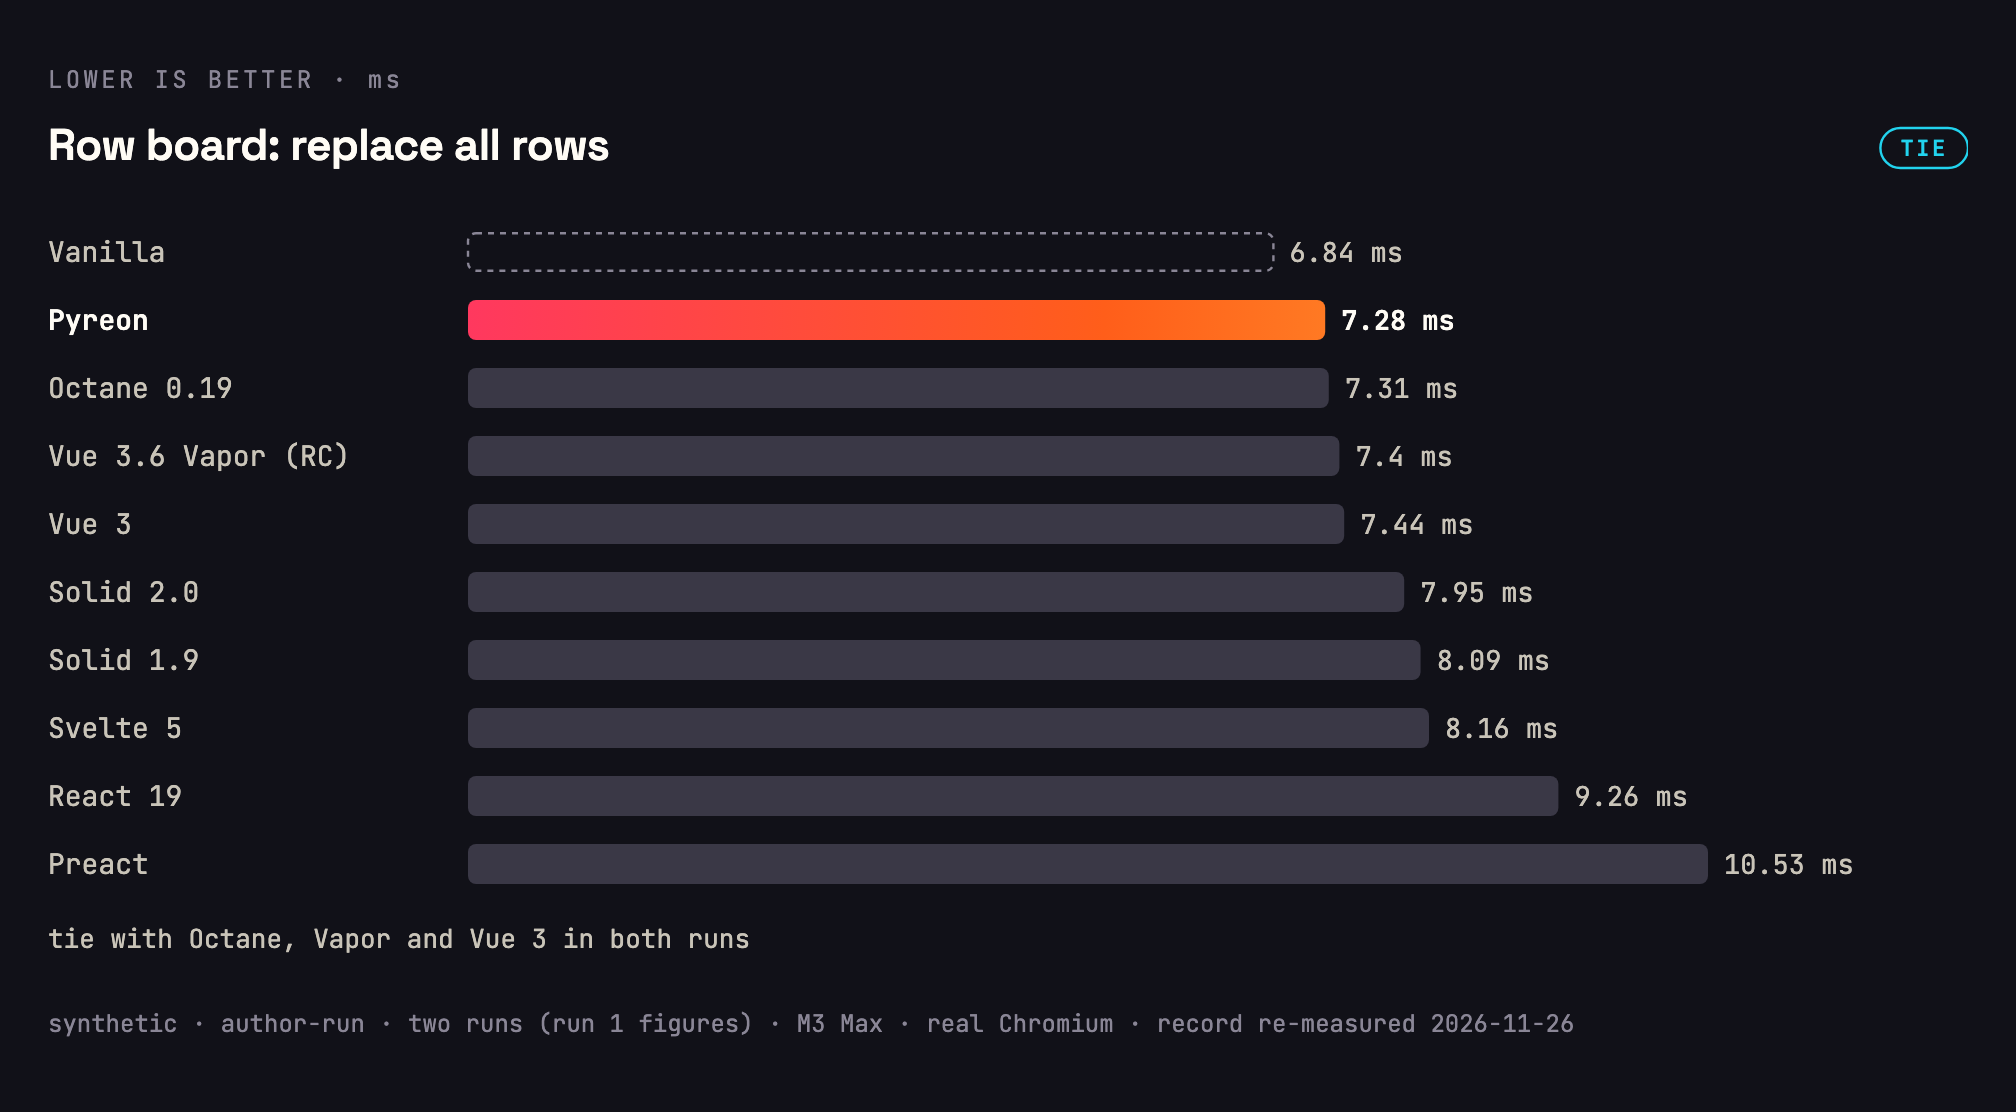 LOWER IS BETTER · ms
Row board: replace all rows
TIE
Vanilla 6.84 ms
Pyreon 7.28 ms
Octane 0.19 7.31 ms
Vue 3.6 Vapor (RC) 7.4 ms
Vue 3 7.44 ms
Solid 2.0 7.95 ms
Solid 1.9 8.09 ms
Svelte 5 8.16 ms
React 19 9.26 ms
Preact 10.53 ms
tie with Octane, Vapor and Vue 3 in both runs
synthetic · author-run · two runs (run 1 figures) · M3 Max · real Chromium · record re-measured 2026-11-26